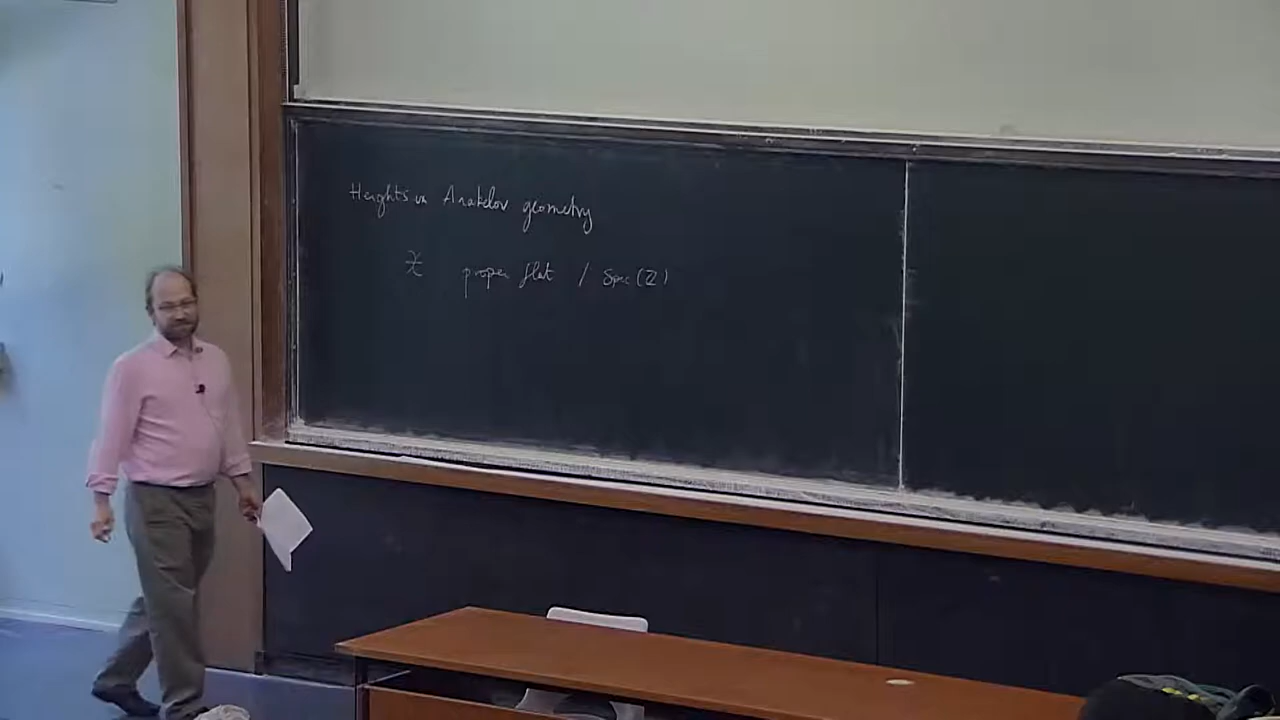 Heights in Arakelov geometry
𝒳 proper flat / Spec(ℤ)